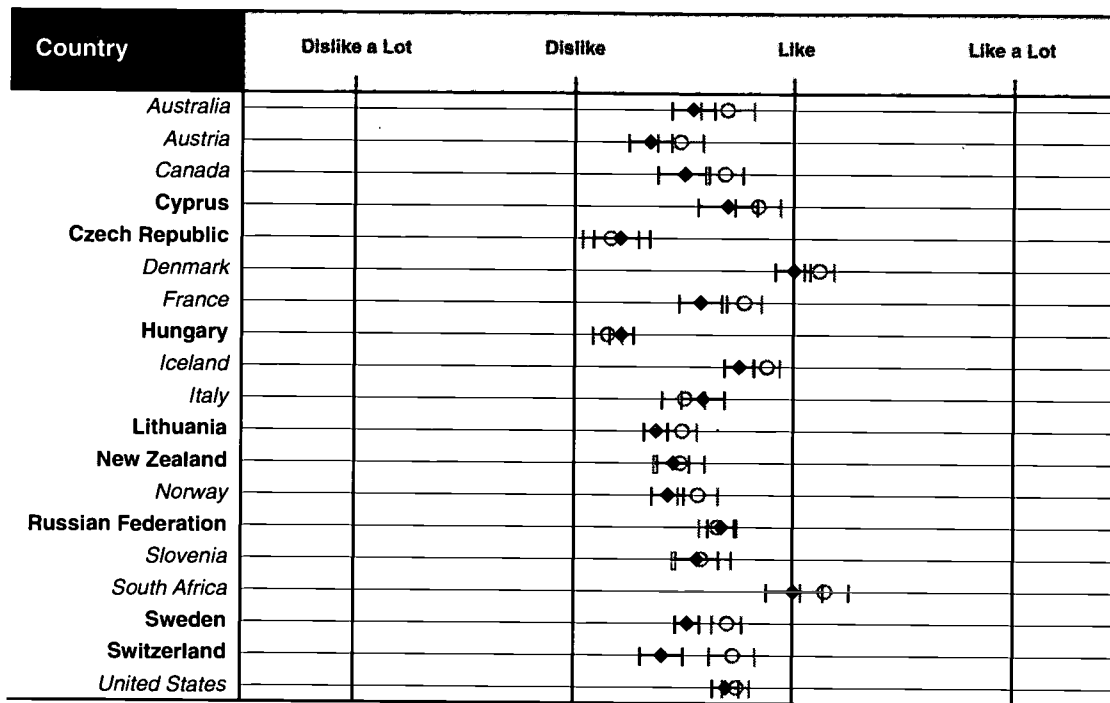 Country Dislike a Lot Dislike Like Like a Lot
Australia
Austria
Canada
Cyprus
Czech Republic
Denmark
France
Hungary
Iceland
Italy
Lithuania
New Zealand
Norway
Russian Federation
Slovenia
South Africa
Sweden
Switzerland
United States